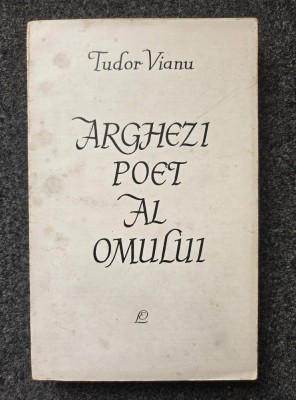 Tudor Vianu
ARGHEZI
POET
AL
OMULUI